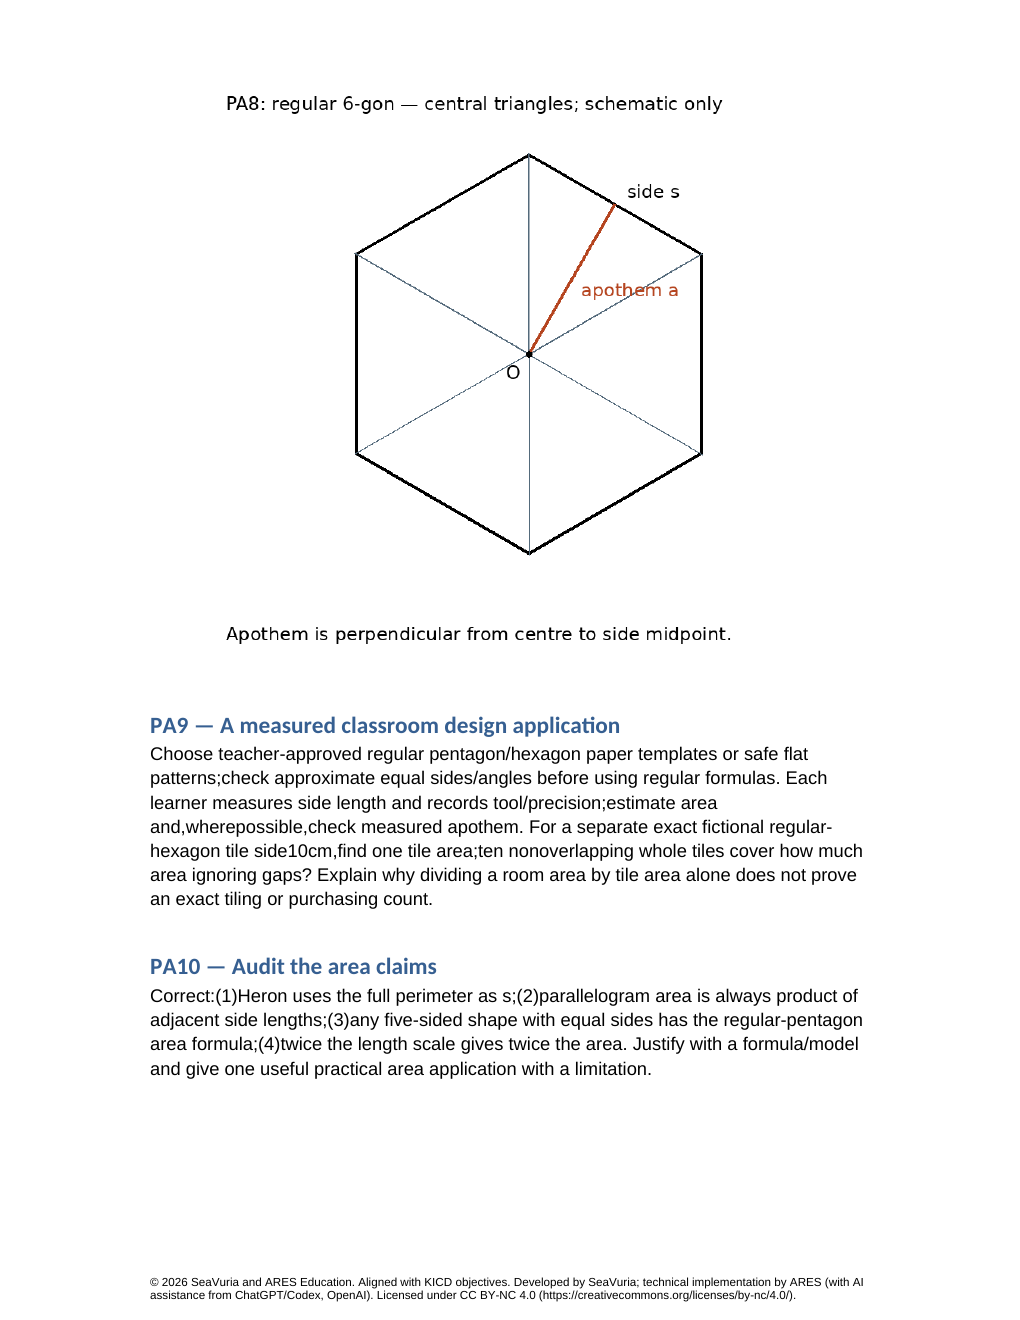 PA8: regular 6-gon — central triangles; schematic only
side s
apothem a
O
Apothem is perpendicular from centre to side midpoint.
PA9 — A measured classroom design application
Choose teacher-approved regular pentagon/hexagon paper templates or safe flat
patterns;check approximate equal sides/angles before using regular formulas. Each
learner measures side length and records tool/precision;estimate area
and,wherepossible,check measured apothem. For a separate exact fictional regular-
hexagon tile side10cm,find one tile area;ten nonoverlapping whole tiles cover how much
area ignoring gaps? Explain why dividing a room area by tile area alone does not prove
an exact tiling or purchasing count.
PA10 — Audit the area claims
Correct:(1)Heron uses the full perimeter as s;(2)parallelogram area is always product of
adjacent side lengths;(3)any five-sided shape with equal sides has the regular-pentagon
area formula;(4)twice the length scale gives twice the area. Justify with a formula/model
and give one useful practical area application with a limitation.
© 2026 SeaVuria and ARES Education. Aligned with KICD objectives. Developed by SeaVuria; technical implementation by ARES (with AI
assistance from ChatGPT/Codex, OpenAI). Licensed under CC BY-NC 4.0 (https://creativecommons.org/licenses/by-nc/4.0/).